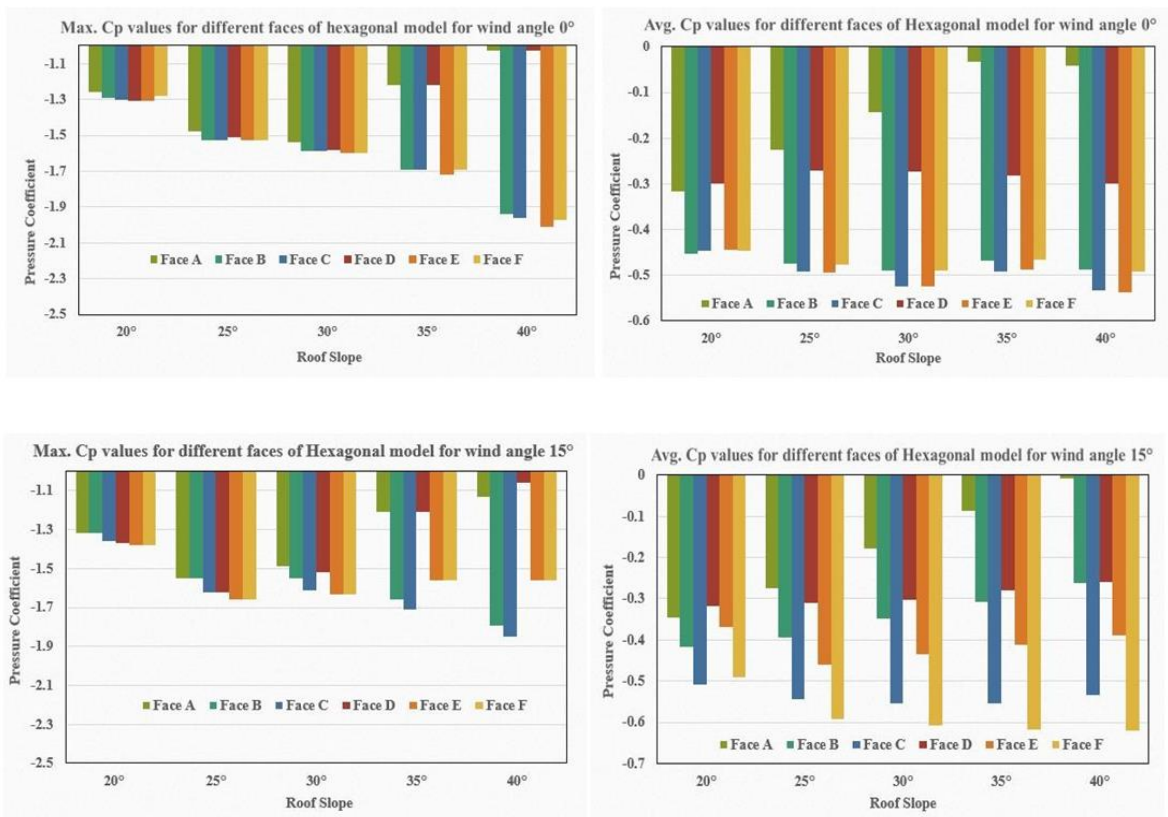 Max. Cp values for different faces of hexagonal model for wind angle 0°
-1.1
-1.3
-1.5
-1.7
-1.9
-2.1
-2.3
-2.5
Pressure Coefficient
Face A Face B Face C Face D Face E Face F
20° 25° 30° 35° 40°
Roof Slope
Avg. Cp values for different faces of Hexagonal model for wind angle 0°
0
-0.1
-0.2
-0.3
-0.4
-0.5
-0.6
Pressure Coefficient
Face A Face B Face C Face D Face E Face F
20° 25° 30° 35° 40°
Roof Slope
Max. Cp values for different faces of Hexagonal model for wind angle 15°
-1.1
-1.3
-1.5
-1.7
-1.9
-2.1
-2.3
-2.5
Pressure Coefficient
Face A Face B Face C Face D Face E Face F
20° 25° 30° 35° 40°
Roof Slope
Avg. Cp values for different faces of Hexagonal model for wind angle 15°
0
-0.1
-0.2
-0.3
-0.4
-0.5
-0.6
-0.7
Pressure Coefficient
Face A Face B Face C Face D Face E Face F
20° 25° 30° 35° 40°
Roof Slope